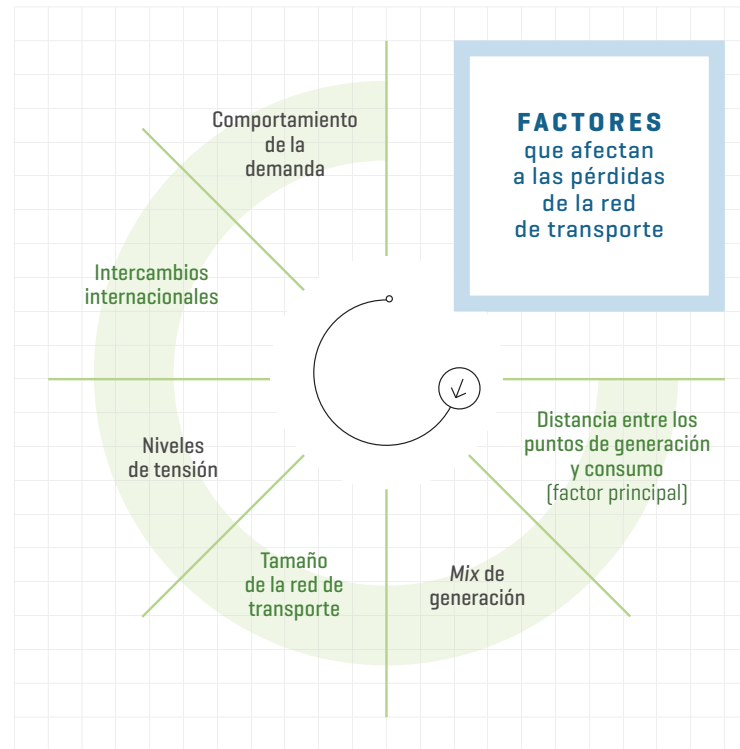 FACTORES
que afectan
a las pérdidas
de la red
de transporte
Distancia entre los
puntos de generación
y consumo
(factor principal)
Mix de
generación
Tamaño
de la red de
transporte
Niveles
de tensión
Intercambios
internacionales
Comportamiento
de la
demanda